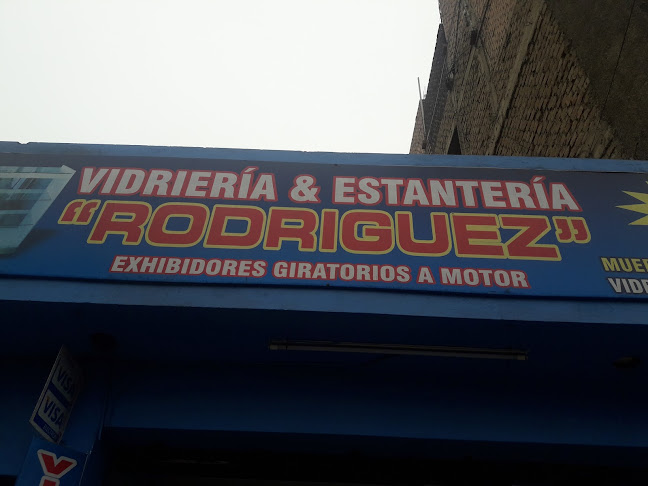 VIDRIERÍA & ESTANTERÍA
"RODRIGUEZ"
EXHIBIDORES GIRATORIOS A MOTOR
VISA
VISA